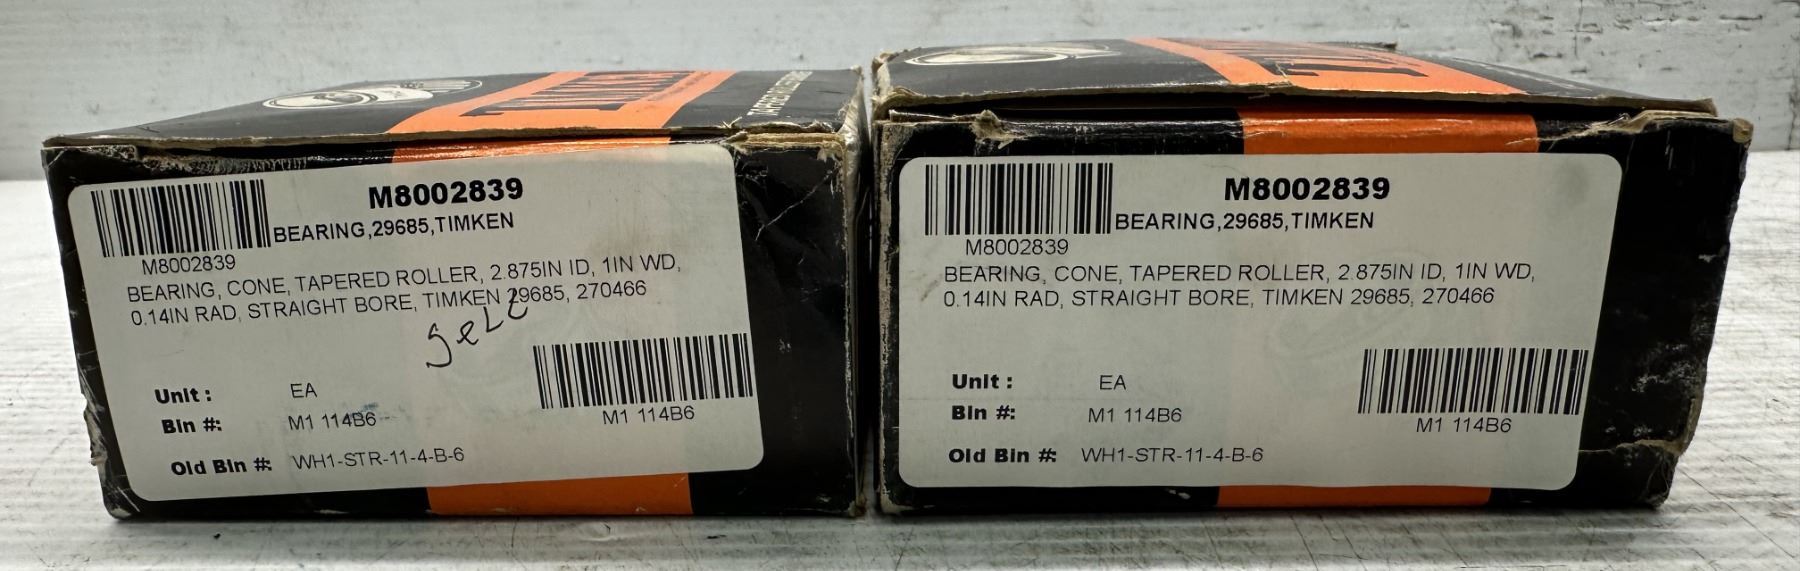 TIMKEN
M8002839
BEARING,29685,TIMKEN
M8002839
BEARING, CONE, TAPERED ROLLER, 2.875IN ID, 1IN WD,
0.14IN RAD, STRAIGHT BORE, TIMKEN 29685, 270466
Unit : EA
Bin #: M1 114B6
M1 114B6
Old Bin #: WH1-STR-11-4-B-6
M8002839
BEARING,29685,TIMKEN
M8002839
BEARING, CONE, TAPERED ROLLER, 2.875IN ID, 1IN WD,
0.14IN RAD, STRAIGHT BORE, TIMKEN 29685, 270466
Unit : EA
Bin #: M1 114B6
M1 114B6
Old Bin #: WH1-STR-11-4-B-6